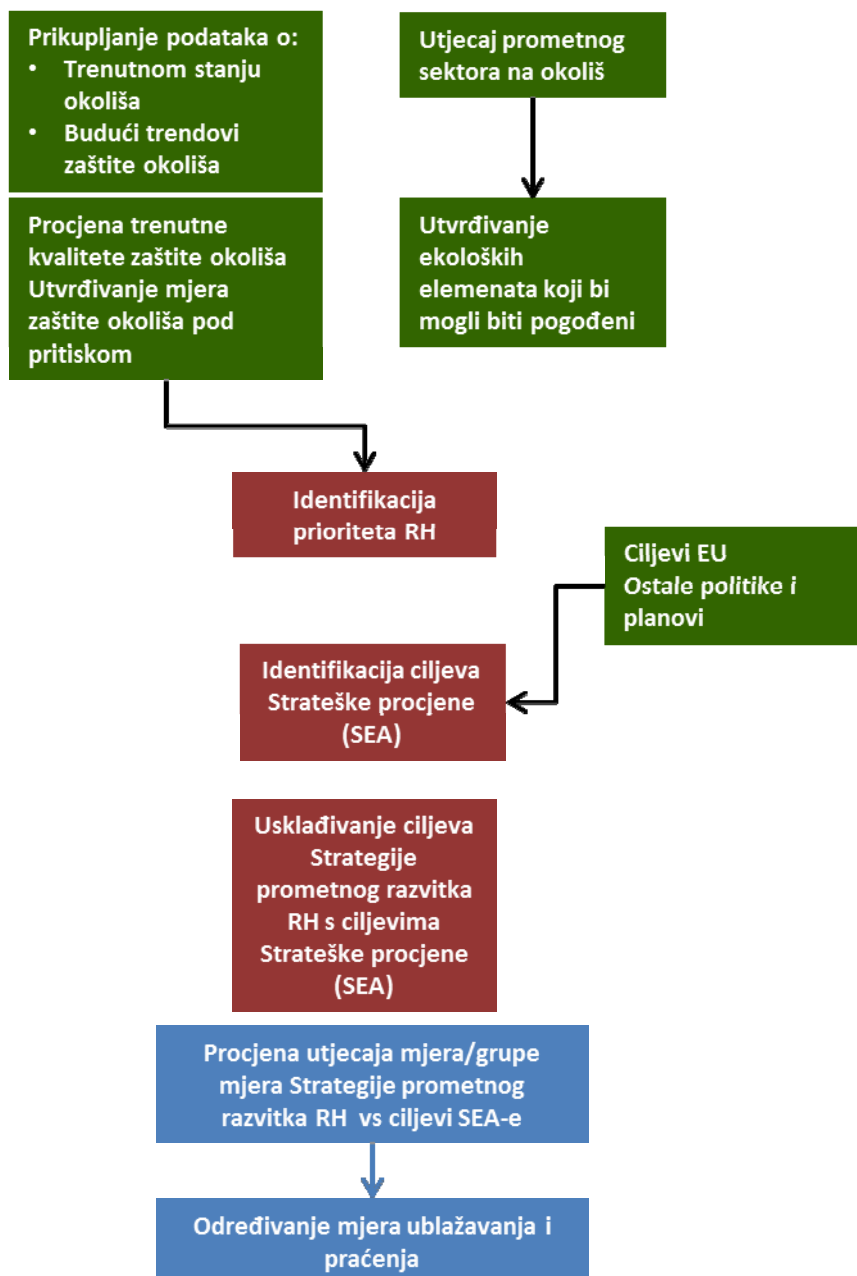 Prikupljanje podataka o:
• Trenutnom stanju
okoliša
• Budući trendovi
zaštite okoliša
Utjecaj prometnog
sektora na okoliš
Procjena trenutne
kvalitete zaštite okoliša
Utvrđivanje mjera
zaštite okoliša pod
pritiskom
Utvrđivanje
ekoloških
elemenata koji bi
mogli biti pogođeni
Identifikacija
prioriteta RH
Ciljevi EU
Ostale politike i
planovi
Identifikacija ciljeva
Strateške procjene
(SEA)
Usklađivanje ciljeva
Strategije
prometnog razvitka
RH s ciljevima
Strateške procjene
(SEA)
Procjena utjecaja mjera/grupe
mjera Strategije prometnog
razvitka RH vs ciljevi SEA-e
Određivanje mjera ublažavanja i
praćenja